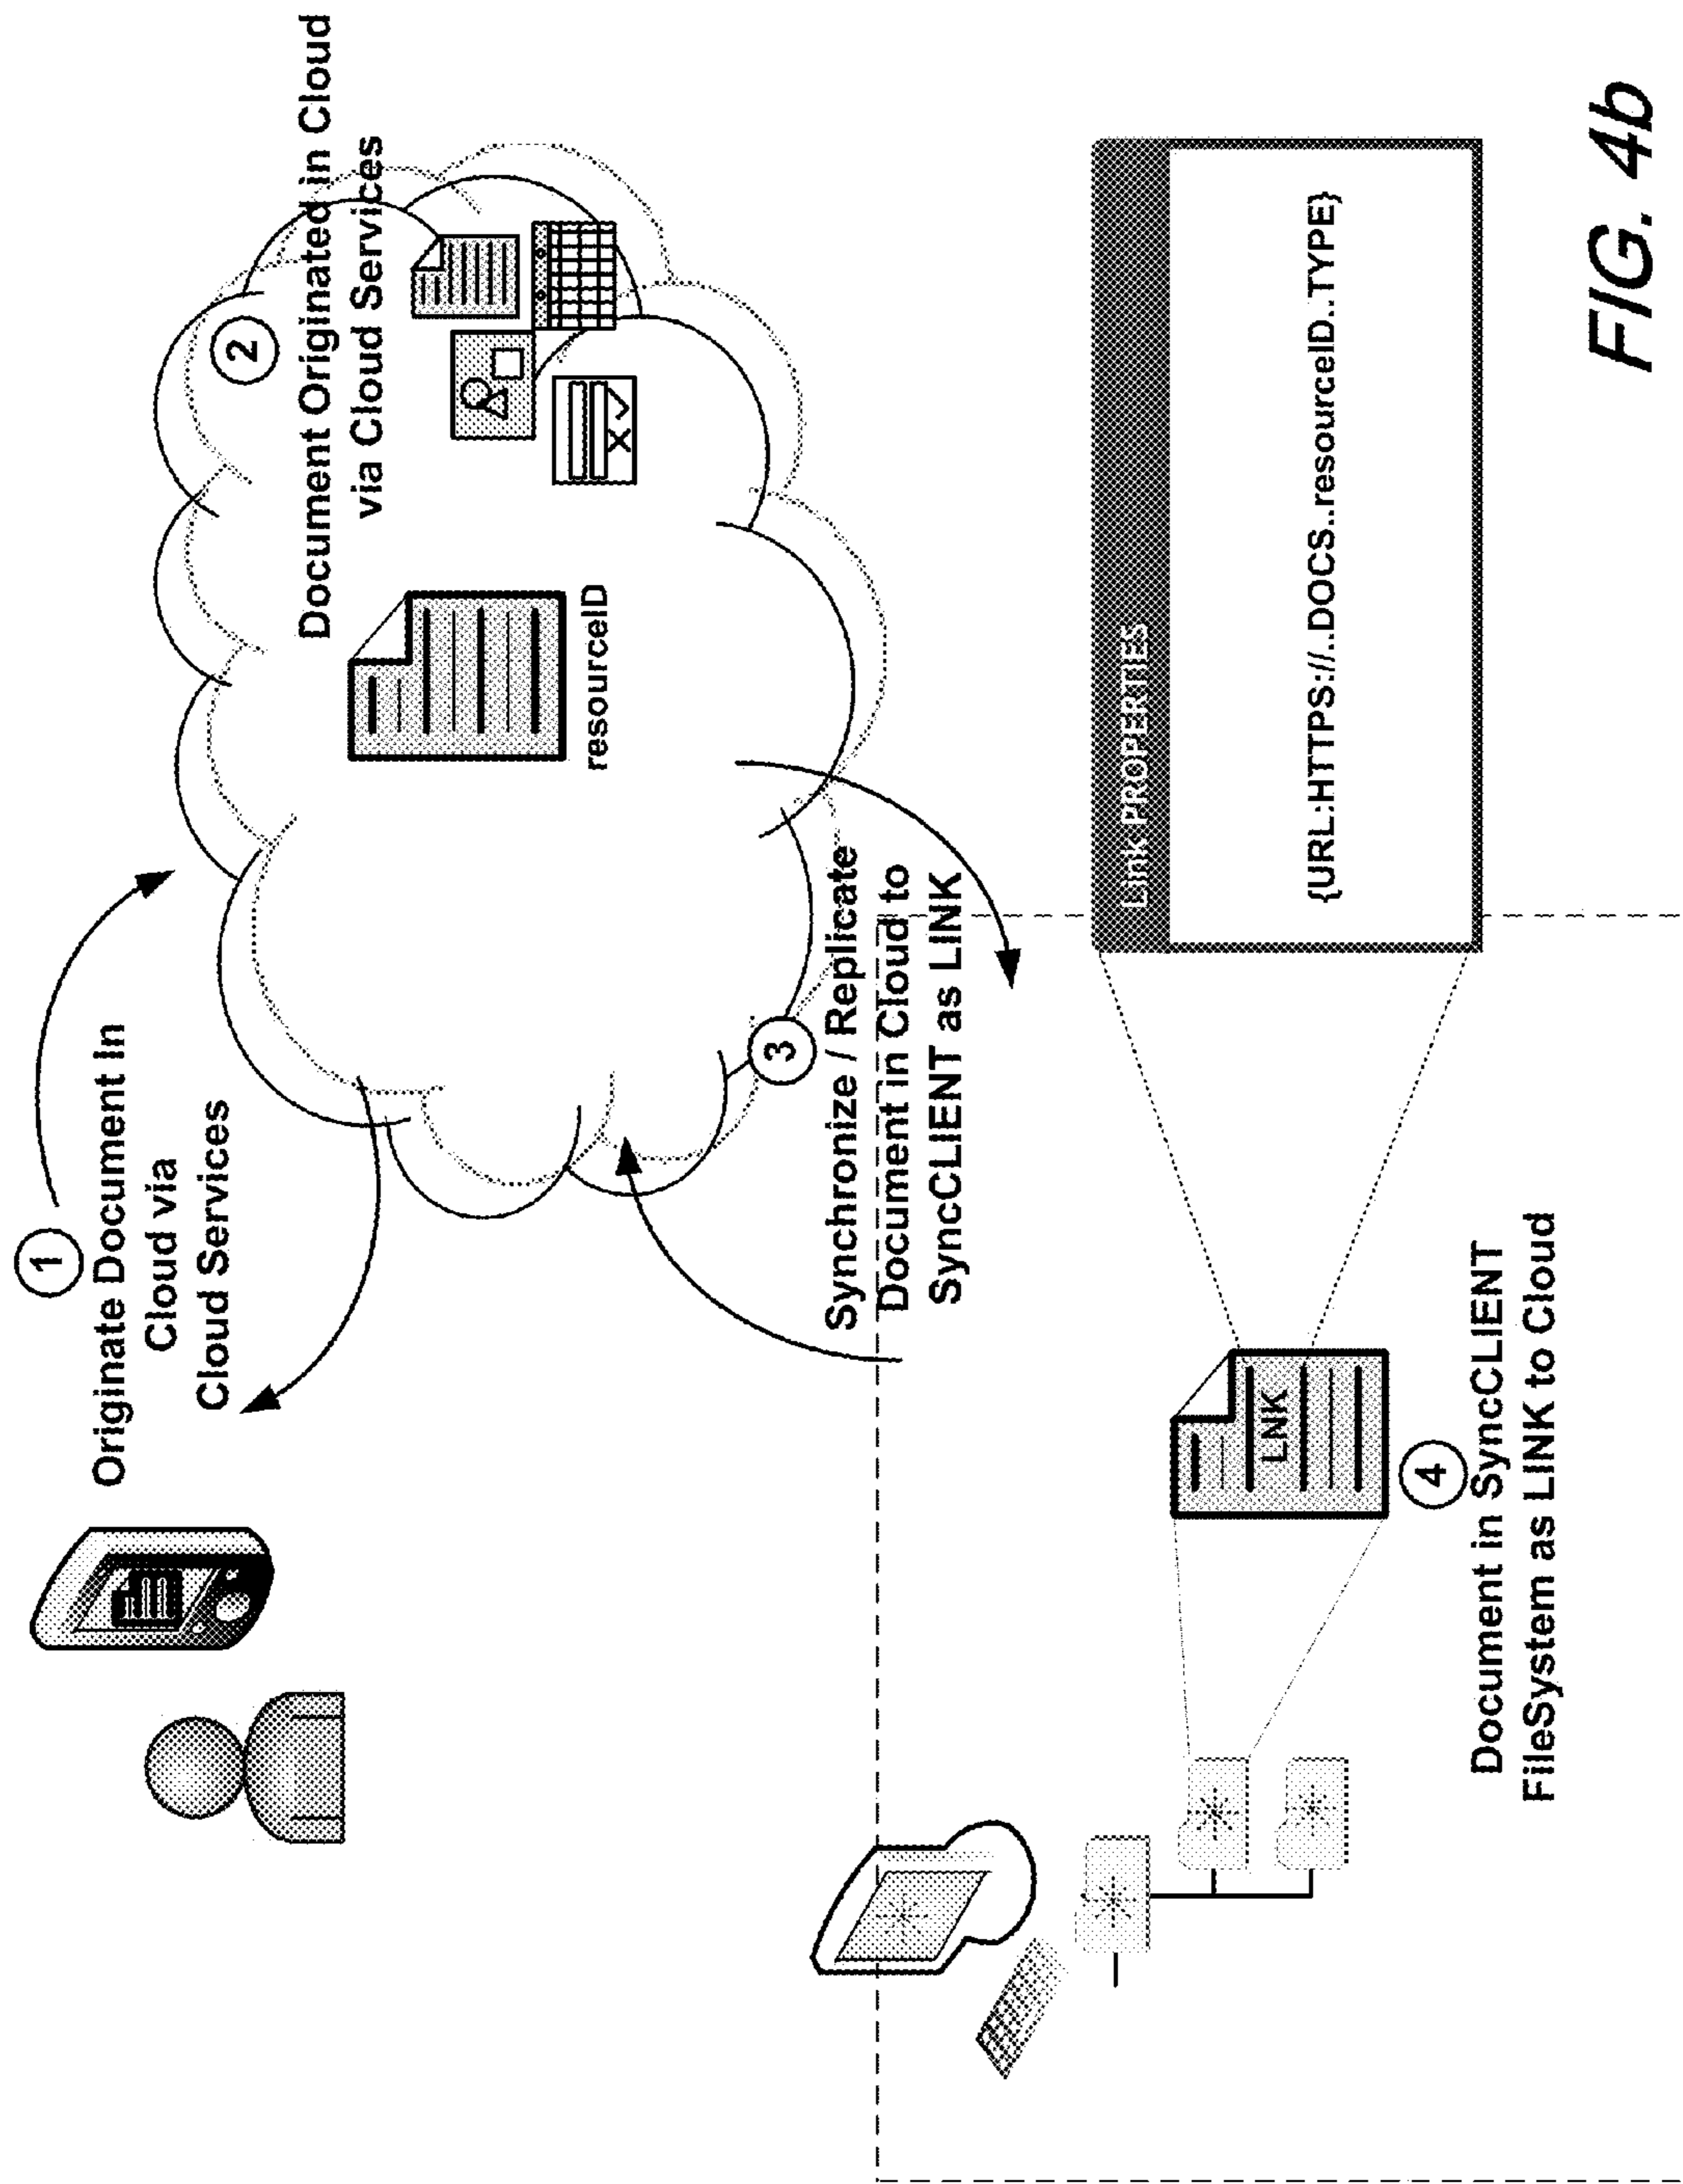 1
Originate Document In
Cloud via
Cloud Services
2
Document Originated in Cloud
via Cloud Services
resourceID
3
Synchronize / Replicate
Document in Cloud to
SyncCLIENT as LINK
LNK
4
Document in SyncCLIENT
FileSystem as LINK to Cloud
Link PROPERTIES
{URL:HTTPS://.DOCS..resourceID..TYPE}
FIG. 4b